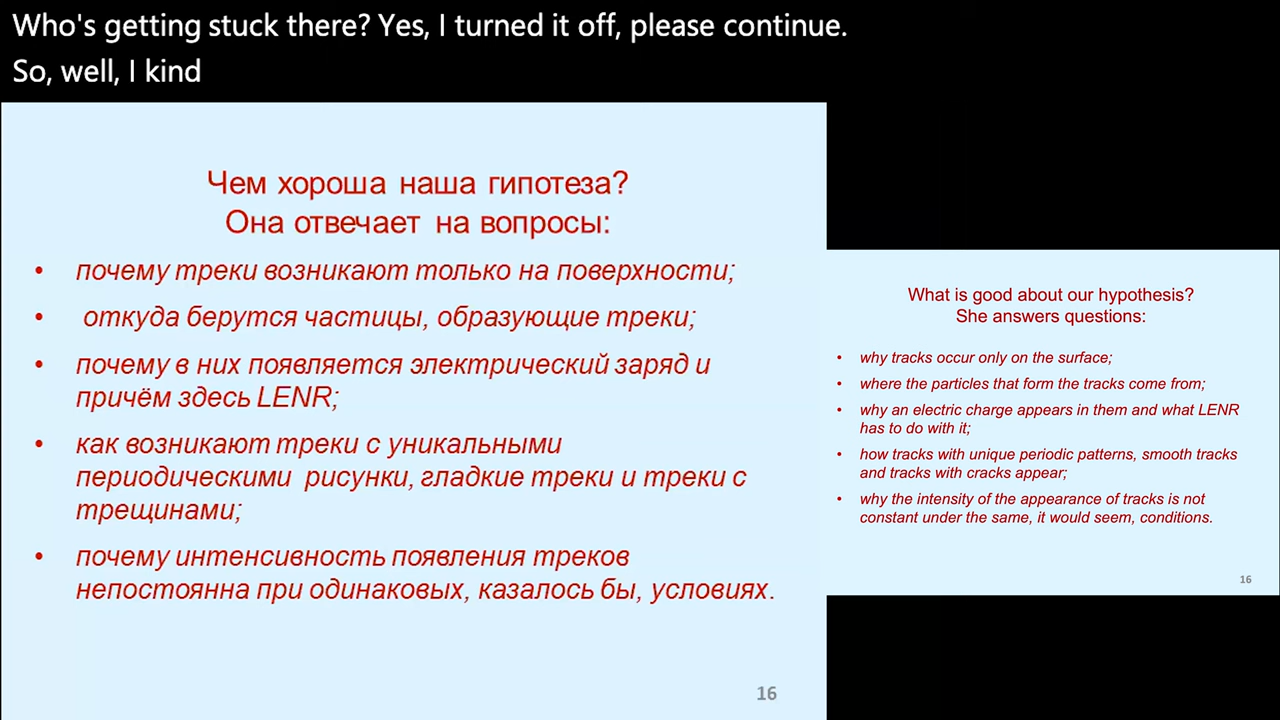 Who's getting stuck there? Yes, I turned it off, please continue.
So, well, I kind
Чем хороша наша гипотеза?
Она отвечает на вопросы:
• почему треки возникают только на поверхности;
• откуда берутся частицы, образующие треки;
• почему в них появляется электрический заряд и
причём здесь LENR;
• как возникают треки с уникальными
периодическими рисунки, гладкие треки и треки с
трещинами;
• почему интенсивность появления треков
непостоянна при одинаковых, казалось бы, условиях.
16
What is good about our hypothesis?
She answers questions:
• why tracks occur only on the surface;
• where the particles that form the tracks come from;
• why an electric charge appears in them and what LENR
has to do with it;
• how tracks with unique periodic patterns, smooth tracks
and tracks with cracks appear;
• why the intensity of the appearance of tracks is not
constant under the same, it would seem, conditions.
16